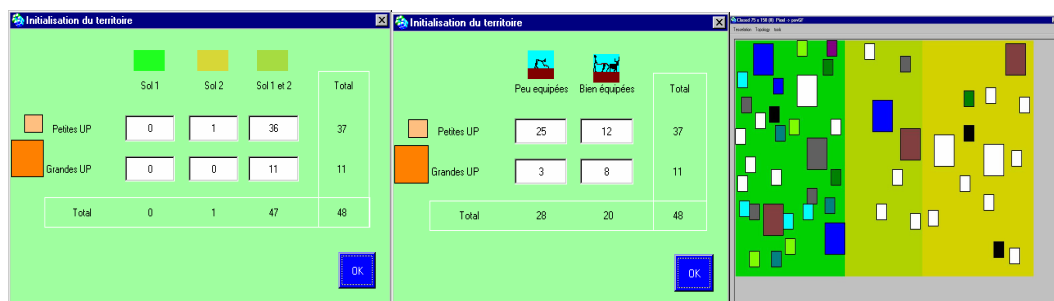 Initialisation du territoire
Sol 1 Sol 2 Sol 1 et 2 Total
Petites UP 0 1 36 37
Grandes UP 0 0 11 11
Total 0 1 47 48
OK
Initialisation du territoire
Peu equipées Bien équipées Total
Petites UP 25 12 37
Grandes UP 3 8 11
Total 28 20 48
OK
Topology